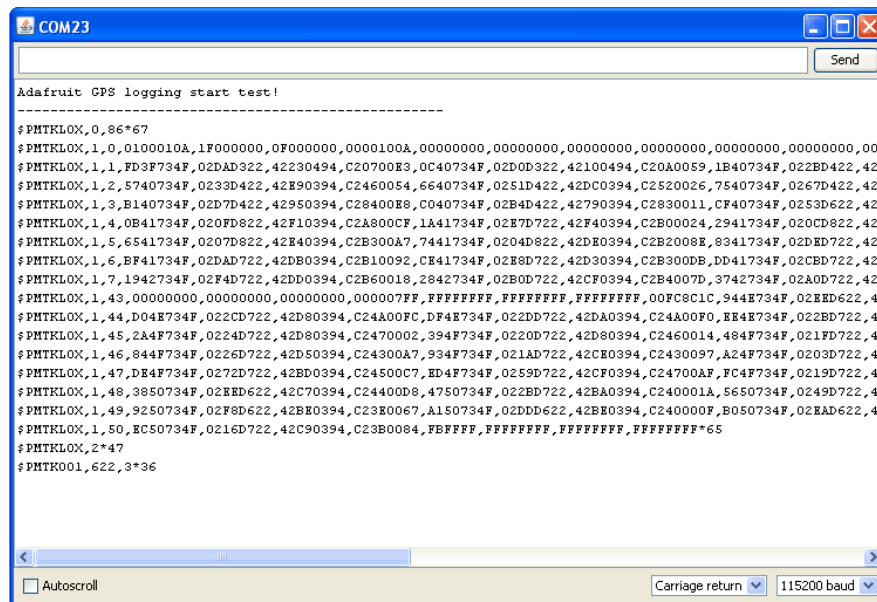 COM23
Send
Adafruit GPS logging start test!
------------------------------------------------------
$PMTKLOX,0,86*67
$PMTKLOX,1,0,0100010A,1F000000,0F000000,0000100A,00000000,00000000,00000000,00000000,00000000,00000000,00
$PMTKLOX,1,1,FD3F734F,02DAD322,42230494,C20700E3,0C40734F,02D0D322,42100494,C20A0059,1B40734F,022BD422,42
$PMTKLOX,1,2,5740734F,0233D422,42E90394,C2460054,6640734F,0251D422,42DC0394,C2520026,7540734F,0267D422,42
$PMTKLOX,1,3,B140734F,02D7D422,42950394,C28400E8,C040734F,02B4D422,42790394,C2830011,CF40734F,0253D622,42
$PMTKLOX,1,4,0B41734F,020FD822,42F10394,C2A800CF,1A41734F,02E7D722,42F40394,C2B00024,2941734F,020CD822,42
$PMTKLOX,1,5,6541734F,0207D822,42E40394,C2B300A7,7441734F,0204D822,42DE0394,C2B2008E,8341734F,02DED722,42
$PMTKLOX,1,6,BF41734F,02DAD722,42DB0394,C2B10092,CE41734F,02E8D722,42D30394,C2B300DB,DD41734F,02CBD722,42
$PMTKLOX,1,7,1942734F,02F4D722,42DD0394,C2B60018,2842734F,02B0D722,42CF0394,C2B4007D,3742734F,02A0D722,42
$PMTKLOX,1,43,00000000,00000000,00000000,000007FF,FFFFFFFF,FFFFFFFF,FFFFFFFF,00FC8C1C,944E734F,02EED622,4
$PMTKLOX,1,44,D04E734F,022CD722,42D80394,C24A00FC,DF4E734F,022DD722,42DA0394,C24A00F0,EE4E734F,022BD722,4
$PMTKLOX,1,45,2A4F734F,0224D722,42D80394,C2470002,394F734F,0220D722,42D80394,C2460014,484F734F,021FD722,4
$PMTKLOX,1,46,844F734F,0226D722,42D50394,C24300A7,934F734F,021AD722,42CE0394,C2430097,A24F734F,0203D722,4
$PMTKLOX,1,47,DE4F734F,0272D722,42BD0394,C24500C7,ED4F734F,0259D722,42CF0394,C24700AF,FC4F734F,0219D722,4
$PMTKLOX,1,48,3850734F,02EED622,42C70394,C24400D8,4750734F,022BD722,42BA0394,C240001A,5650734F,0249D722,4
$PMTKLOX,1,49,9250734F,02F8D622,42BE0394,C23E0067,A150734F,02DDD622,42BE0394,C240000F,B050734F,02EAD622,4
$PMTKLOX,1,50,EC50734F,0216D722,42C90394,C23B0084,FBFFFF,FFFFFFFF,FFFFFFFF,FFFFFFFF*65
$PMTKLOX,2*47
$PMTK001,622,3*36
Autoscroll
Carriage return
115200 baud